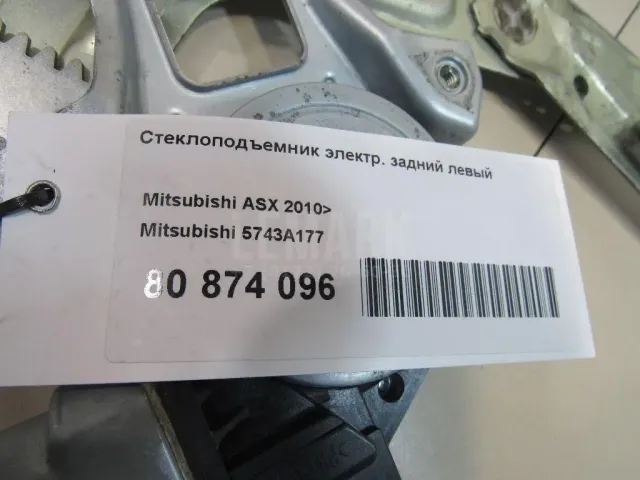 Стеклоподъемник электр. задний левый
Mitsubishi ASX 2010>
Mitsubishi 5743A177
80 874 096